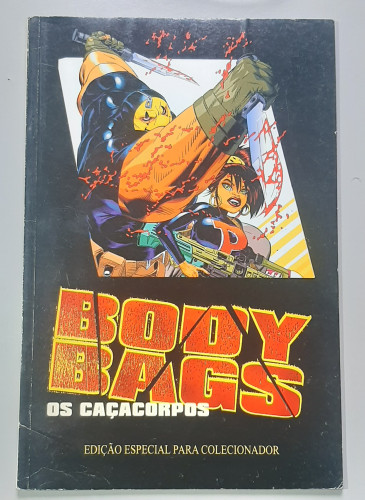 P
BODY
BAGS
OS CAÇACORPOS
EDIÇÃO ESPECIAL PARA COLECIONADOR